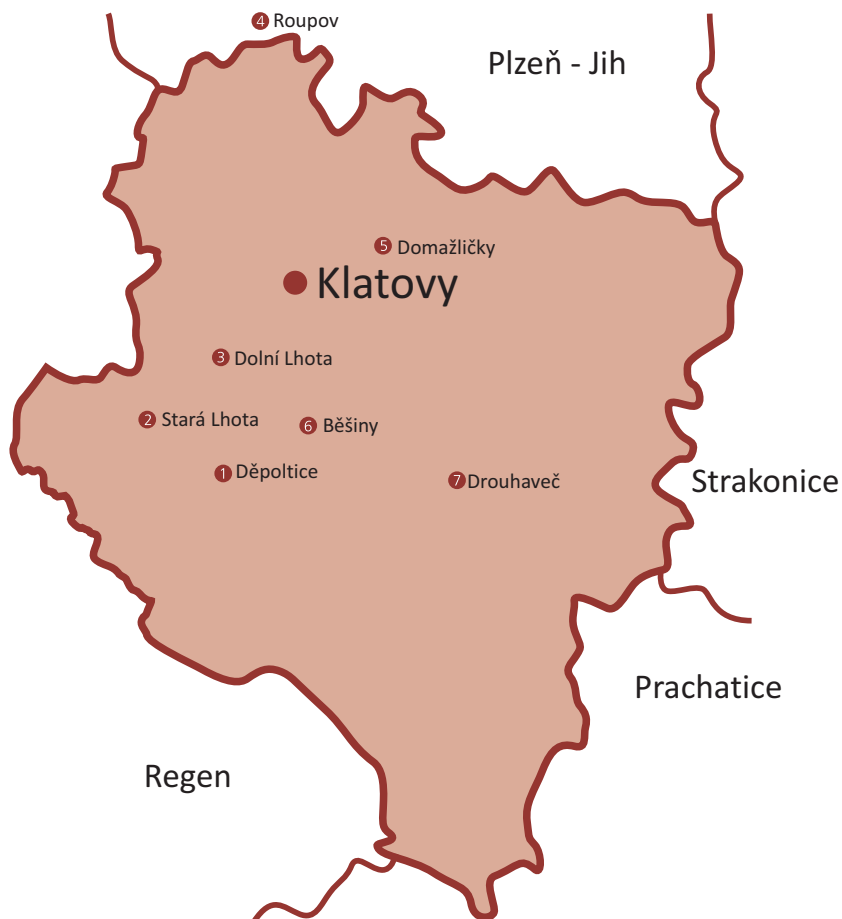 4 Roupov
Plzeň - Jih
5 Domažličky
Klatovy
3 Dolní Lhota
2 Stará Lhota
6 Běšiny
1 Děpoltice
7 Drouhaveč
Strakonice
Prachatice
Regen